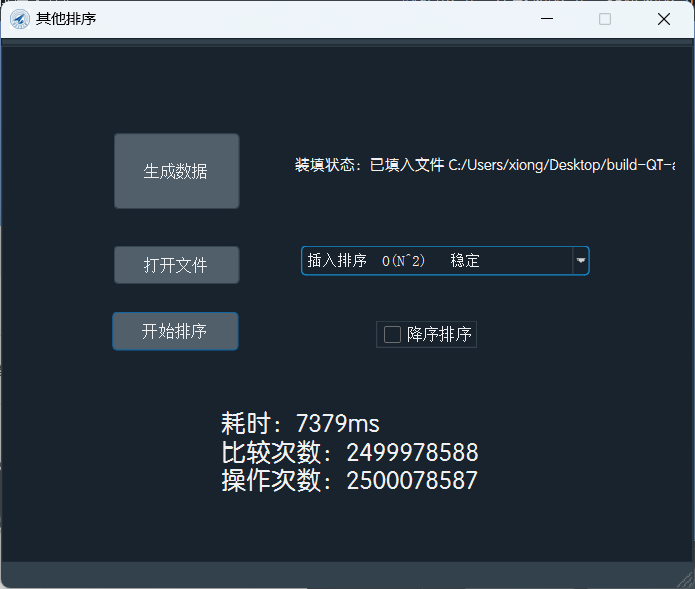 其他排序
生成数据
装填状态：已填入文件 C:/Users/xiong/Desktop/build-QT-
打开文件
插入排序 O(N^2) 稳定
开始排序
降序排序
耗时：7379ms
比较次数：2499978588
操作次数：2500078587